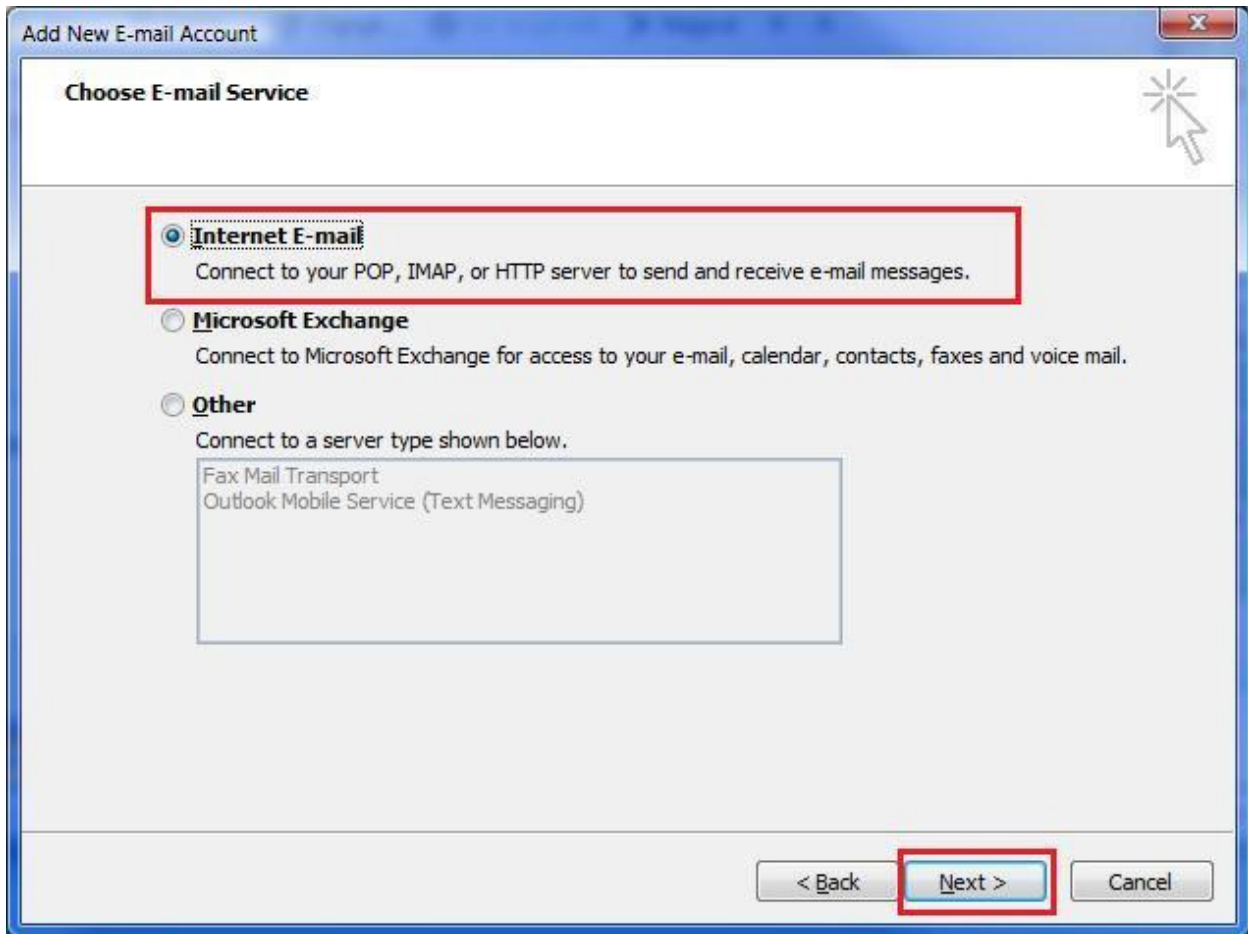 Add New E-mail Account
Choose E-mail Service
Internet E-mail
Connect to your POP, IMAP, or HTTP server to send and receive e-mail messages.
Microsoft Exchange
Connect to Microsoft Exchange for access to your e-mail, calendar, contacts, faxes and voice mail.
Other
Connect to a server type shown below.
Fax Mail Transport
Outlook Mobile Service (Text Messaging)
< Back Next > Cancel